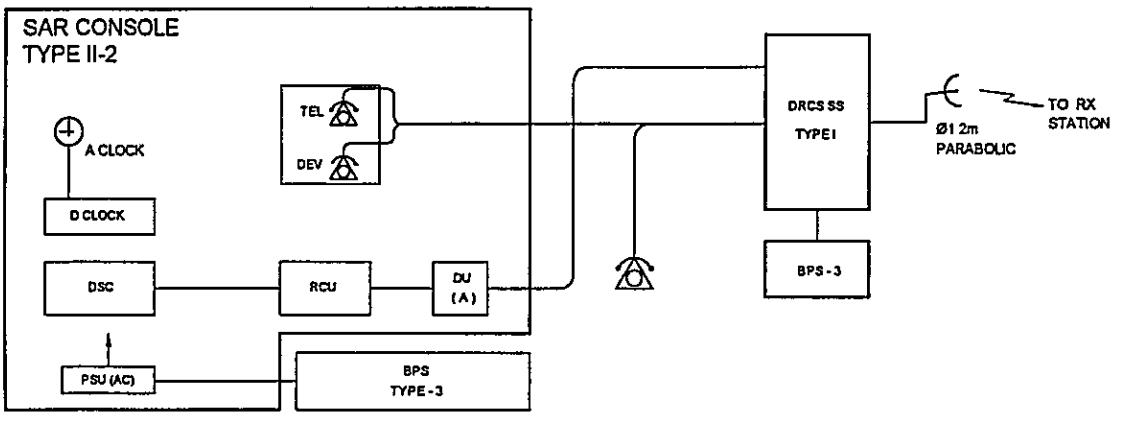 SAR CONSOLE
TYPE II-2
TEL
DEV
A CLOCK
D CLOCK
DSC
RCU
DU
(A)
PSU (AC)
BPS
TYPE-3
DRCS SS
TYPE I
BPS-3
Ø1 2m
PARABOLIC
TO RX
STATION